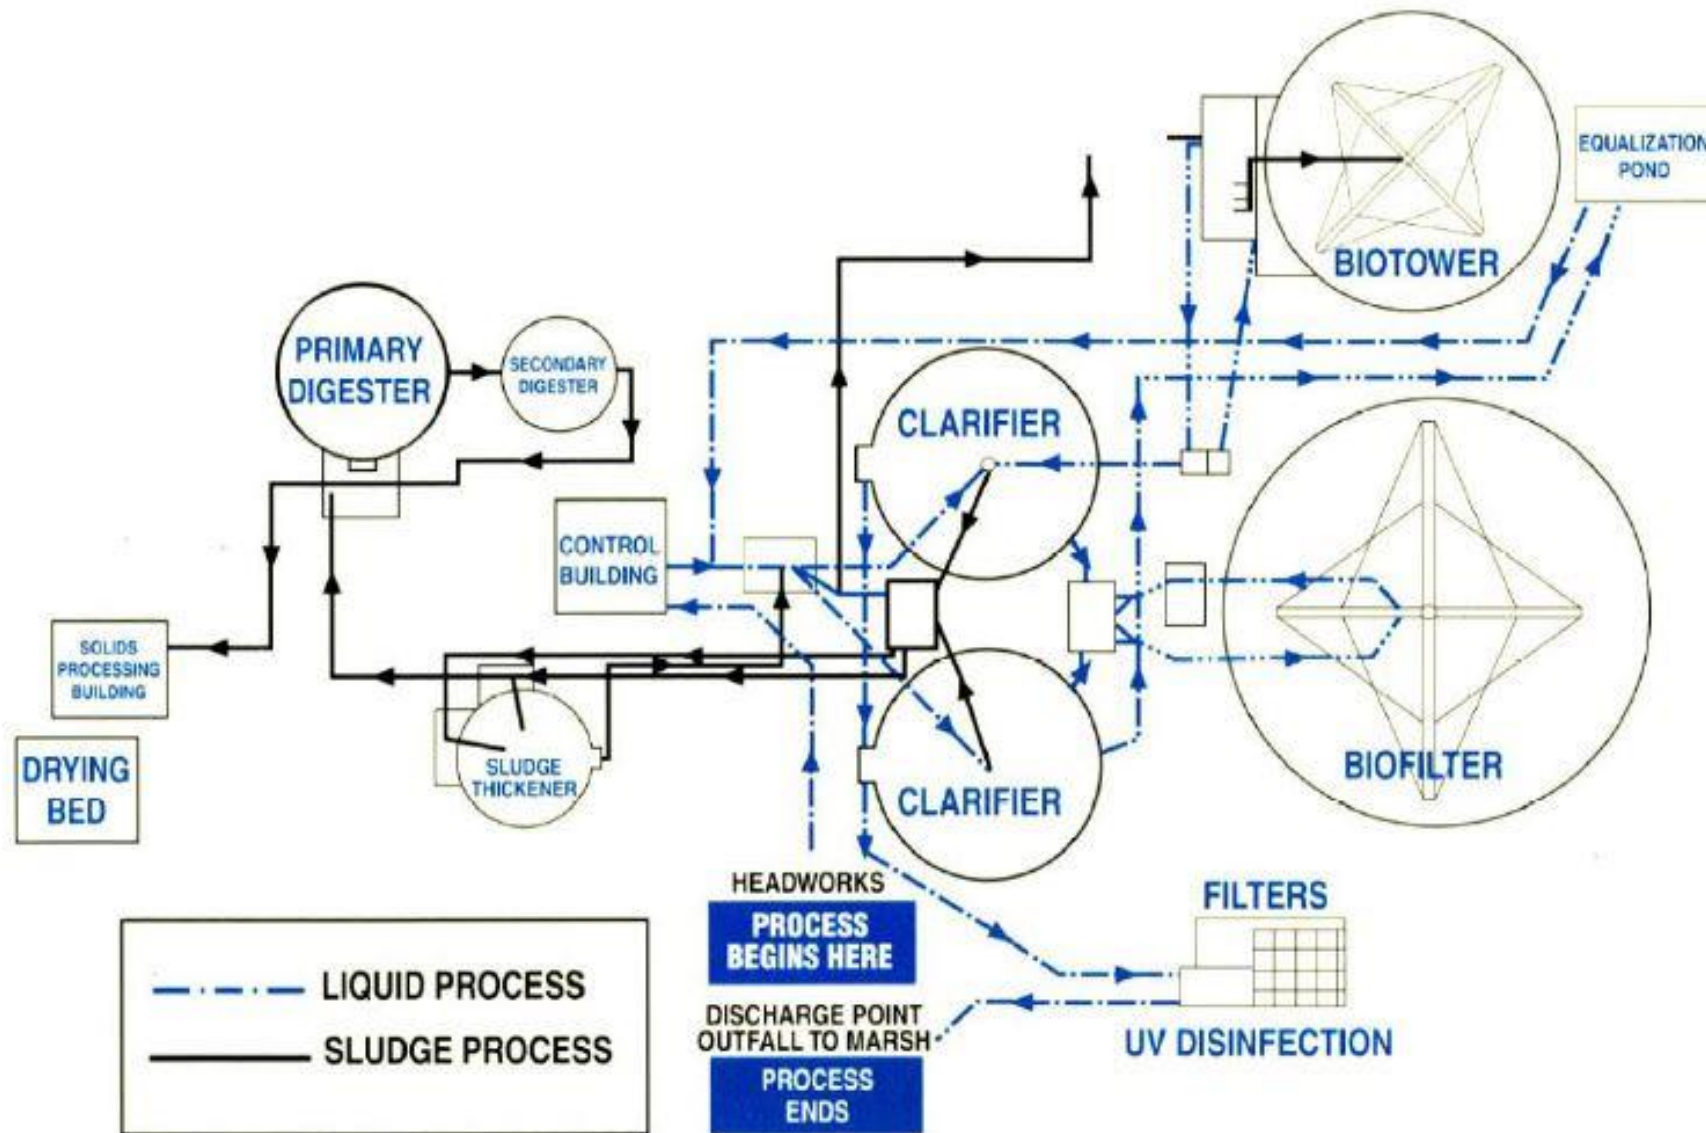 BIOTOWER
EQUALIZATION
POND
PRIMARY
DIGESTER
SECONDARY
DIGESTER
CLARIFIER
CONTROL
BUILDING
SOLIDS
PROCESSING
BUILDING
DRYING
BED
SLUDGE
THICKENER
CLARIFIER
BIOFILTER
HEADWORKS
PROCESS
BEGINS HERE
FILTERS
UV DISINFECTION
DISCHARGE POINT
OUTFALL TO MARSH
PROCESS
ENDS
LIQUID PROCESS
SLUDGE PROCESS